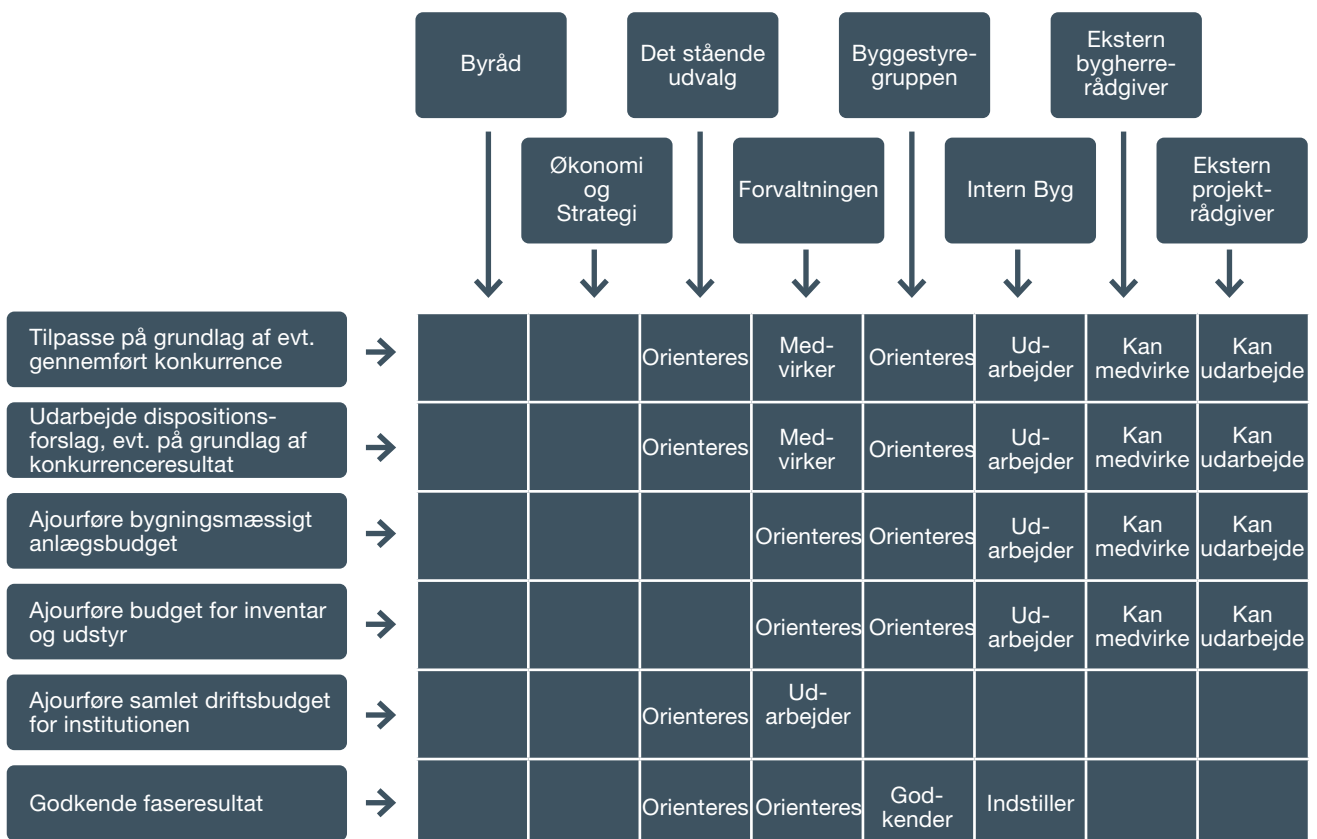 Byråd
Det stående
udvalg
Byggestyre-
gruppen
Ekstern
bygherre-
rådgiver
Økonomi
og
Strategi
Forvaltningen
Intern Byg
Ekstern
projekt-
rådgiver
Tilpasse på grundlag af evt.
gennemført konkurrence
Orienteres
Med-
virker
Orienteres
Ud-
arbejder
Kan
medvirke
Kan
udarbejde
Udarbejde dispositions-
forslag, evt. på grundlag af
konkurrenceresultat
Orienteres
Med-
virker
Orienteres
Ud-
arbejder
Kan
medvirke
Kan
udarbejde
Ajourføre bygningsmæssigt
anlægsbudget
Orienteres
Orienteres
Ud-
arbejder
Kan
medvirke
Kan
udarbejde
Ajourføre budget for inventar
og udstyr
Orienteres
Orienteres
Ud-
arbejder
Kan
medvirke
Kan
udarbejde
Ajourføre samlet driftsbudget
for institutionen
Orienteres
Ud-
arbejder
Godkende faseresultat
Orienteres
Orienteres
God-
kender
Indstiller